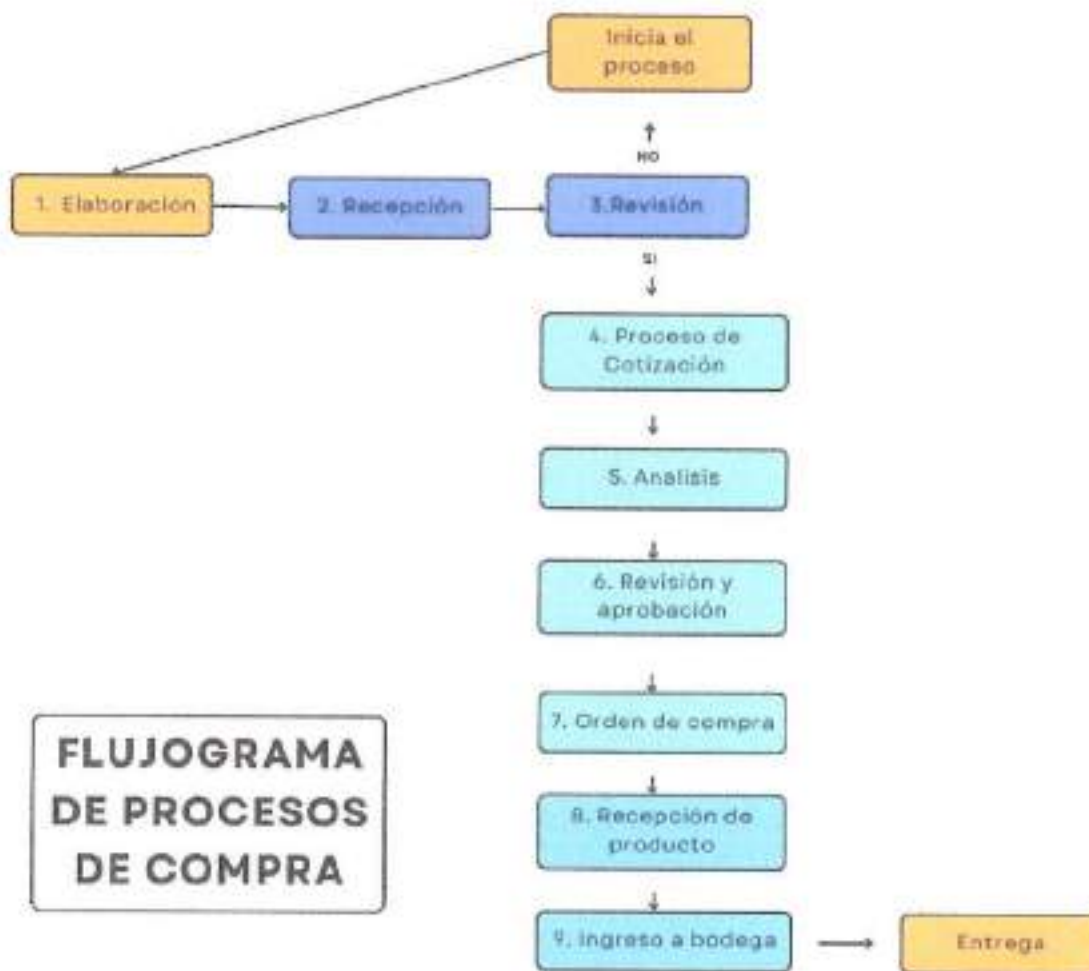 Inicia el
proceso
NO
1. Elaboración
2. Recepción
3.Revisión
SI
4. Proceso de
Cotización
5. Analisis
6. Revisión y
aprobación
7. Orden de compra
8. Recepción de
producto
9. Ingreso a bodega
Entrega
FLUJOGRAMA
DE PROCESOS
DE COMPRA